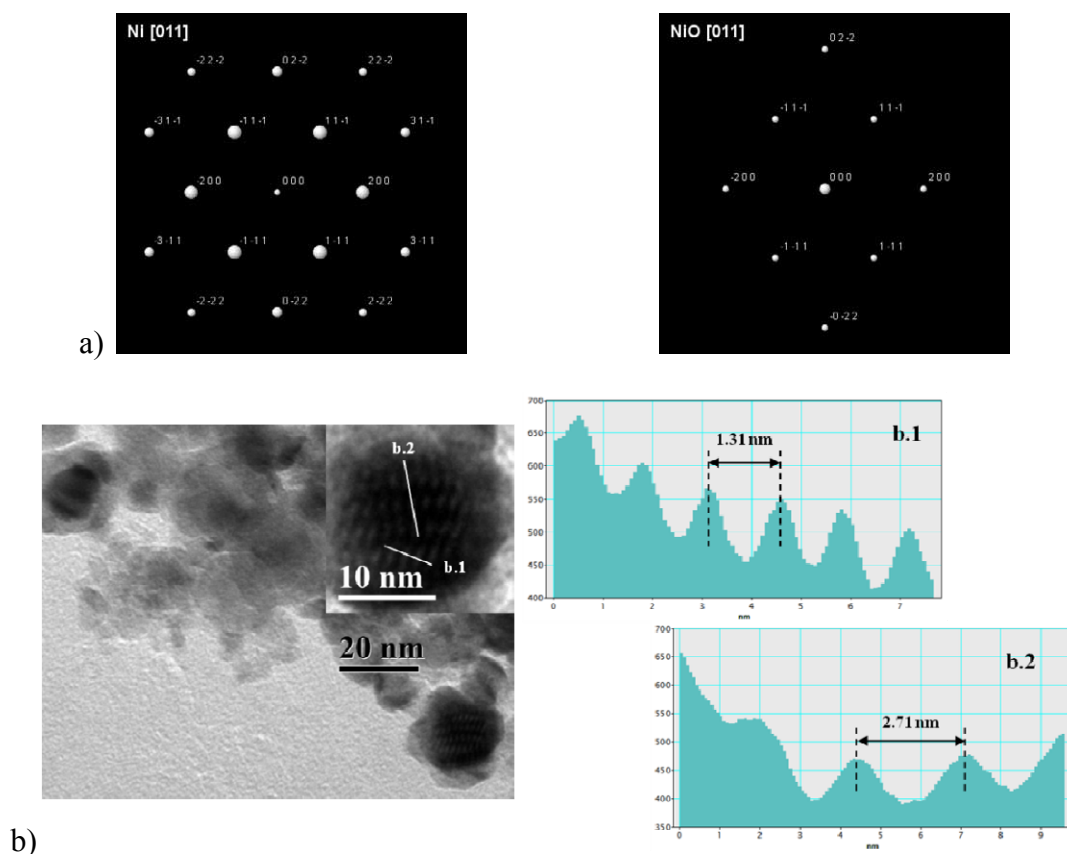 Ni [011]
-2 2 -2
0 2 -2
2 2 -2
-3 1 -1
-1 1 -1
1 1 -1
3 1 -1
-2 0 0
0 0 0
2 0 0
-3 -1 1
-1 -1 1
1 -1 1
3 -1 1
-2 -2 2
0 -2 2
2 -2 2
NiO [011]
0 2 -2
-1 1 -1
1 1 -1
-2 0 0
0 0 0
2 0 0
-1 -1 1
1 -1 1
-0 -2 2
a)
b.2
b.1
10 nm
20 nm
700
650
600
550
500
450
400
0 1 2 3 4 5 6 7
nm
1.31 nm
b.1
700
650
600
550
500
450
400
350
0 1 2 3 4 5 6 7 8 9
nm
2.71 nm
b.2
b)